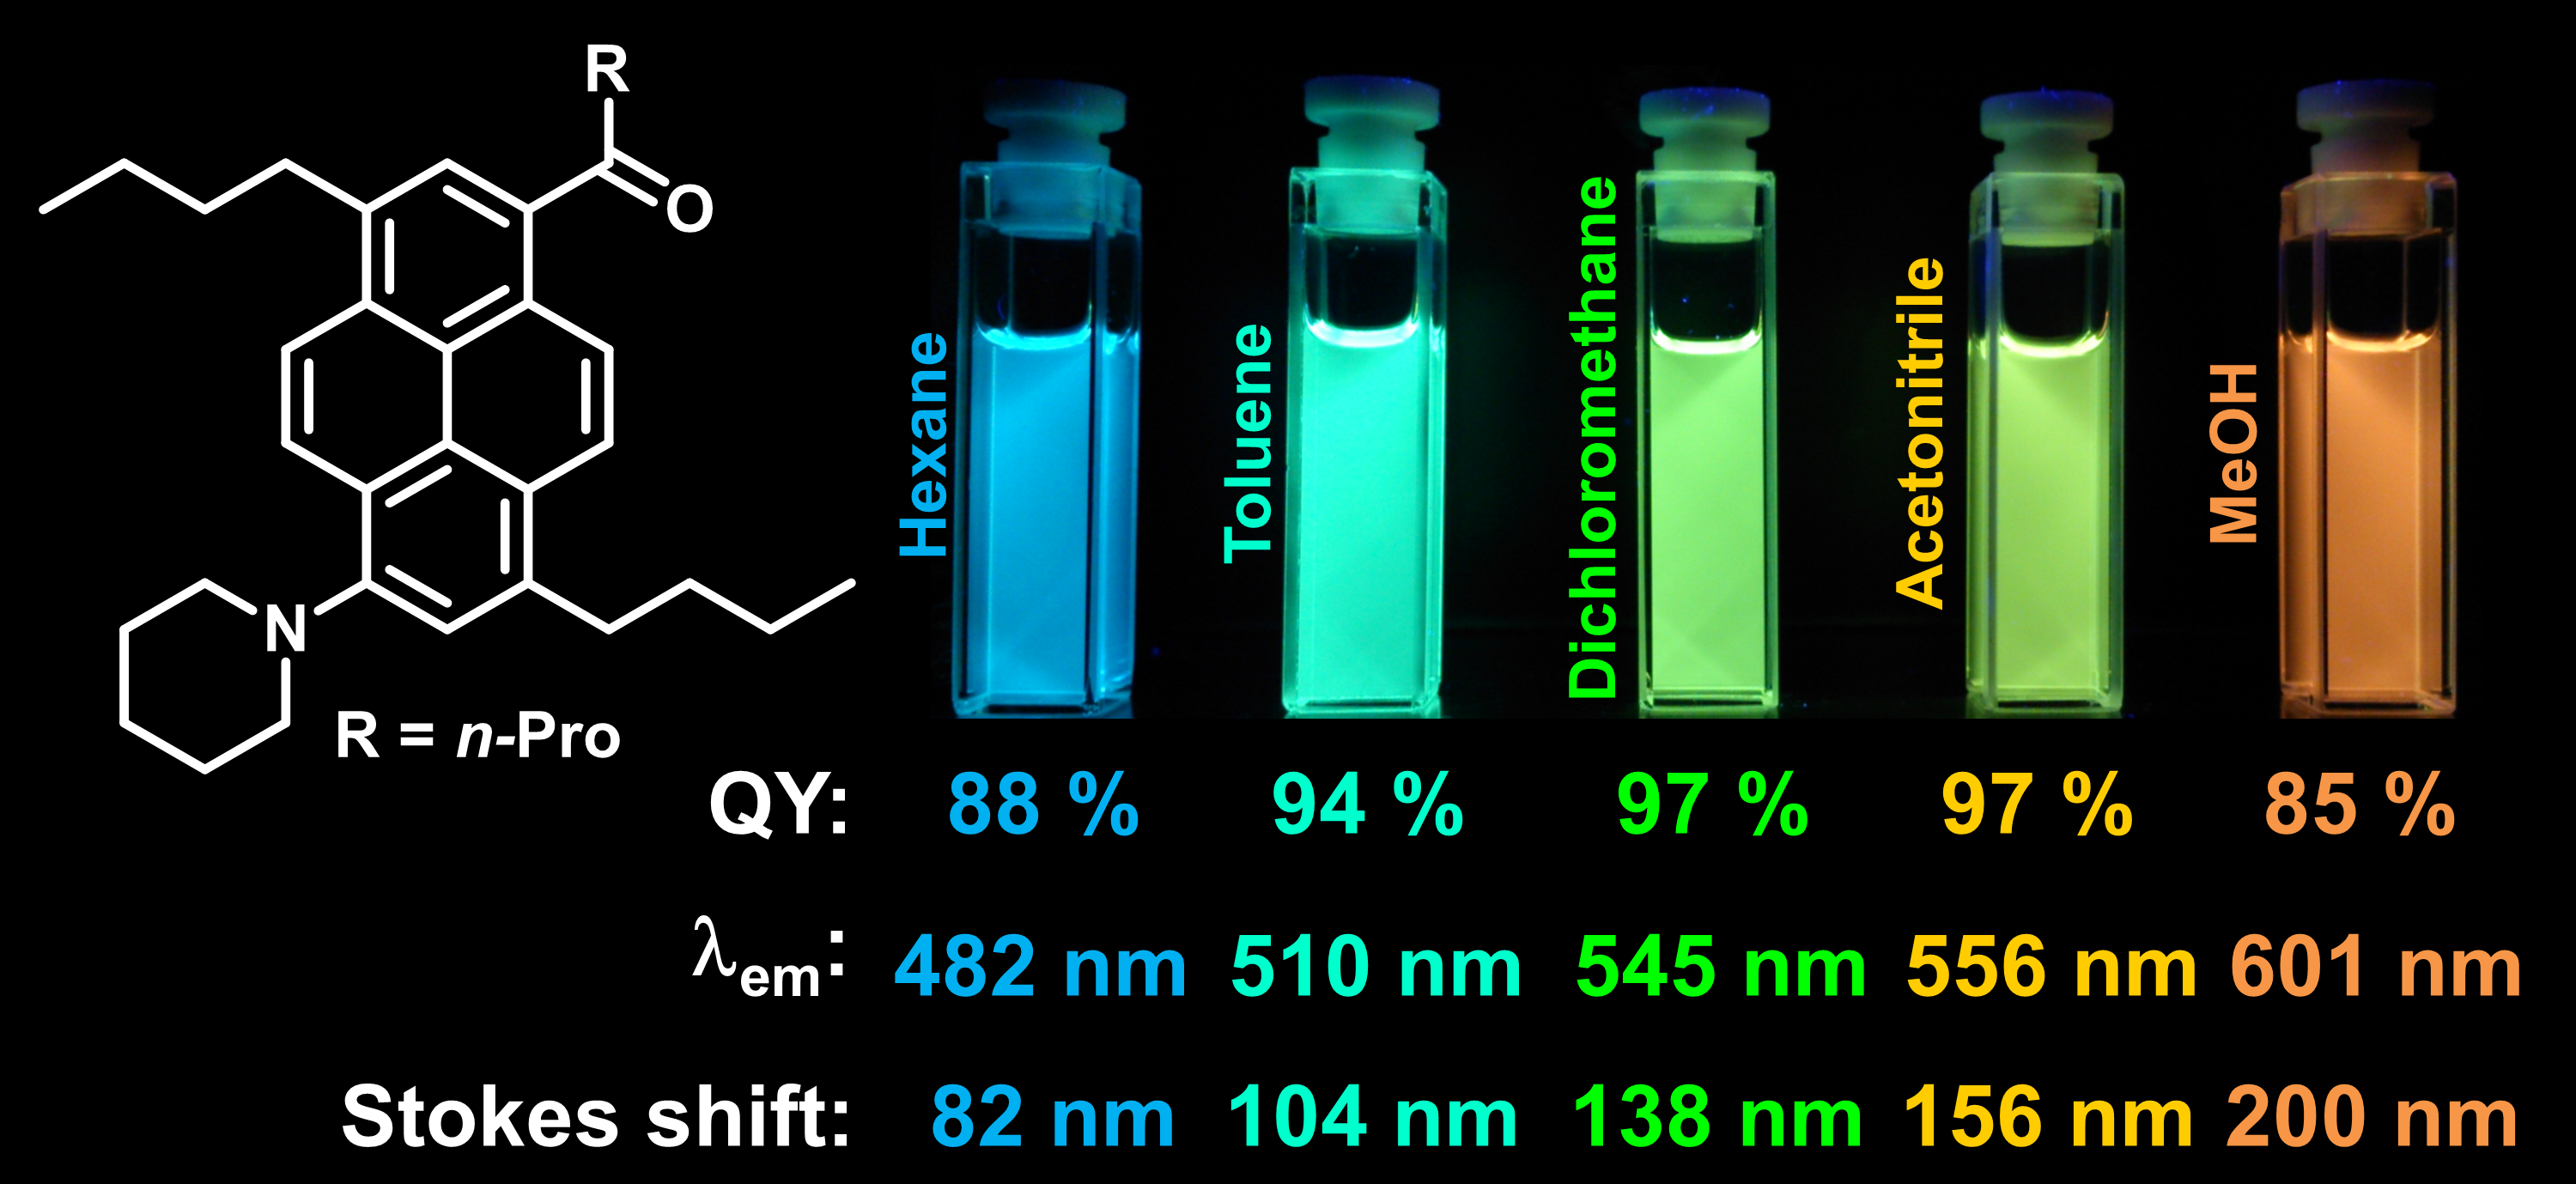 R
O
N
R = n-Pro
Hexane
Toluene
Dichloromethane
Acetonitrile
MeOH
QY: 88 % 94 % 97 % 97 % 85 %
λem: 482 nm 510 nm 545 nm 556 nm 601 nm
Stokes shift: 82 nm 104 nm 138 nm 156 nm 200 nm